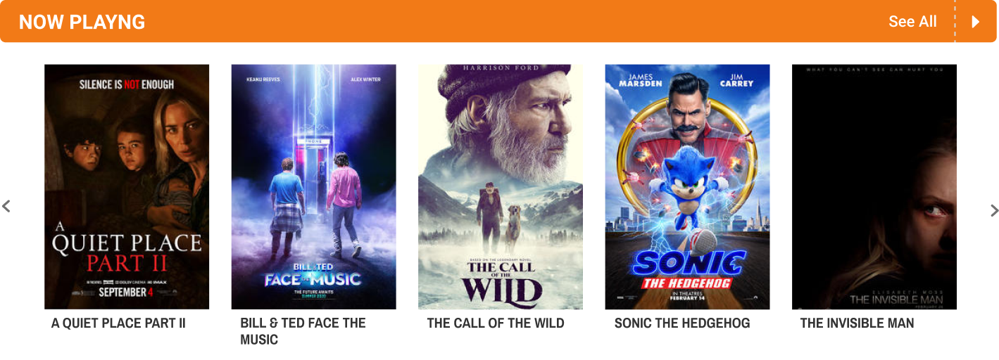 NOW PLAYNG
See All
SILENCE IS NOT ENOUGH
A
QUIET PLACE
PART II
SEPTEMBER 4
KEANU REEVES
ALEX WINTER
PHONE
BILL & TED
FACE THE MUSIC
THE FUTURE AWAITS
SUMMER 2020
HARRISON FORD
BASED ON THE LEGENDARY NOVEL
THE CALL
OF THE
WILD
JAMES
MARSDEN
JIM
CARREY
SONIC
THE HEDGEHOG
IN THEATRES
FEBRUARY 14
WHAT YOU CAN'T SEE CAN HURT YOU
ELISABETH MOSS
THE INVISIBLE MAN
A QUIET PLACE PART II
BILL & TED FACE THE
MUSIC
THE CALL OF THE WILD
SONIC THE HEDGEHOG
THE INVISIBLE MAN